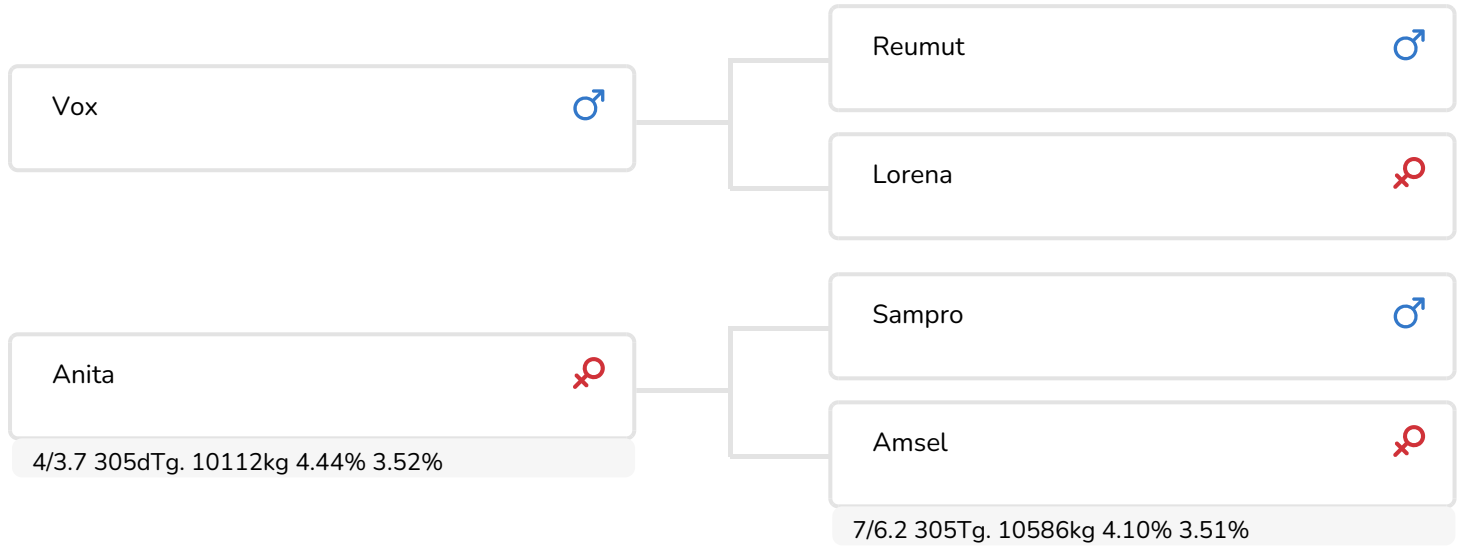 Reumut
Vox
Lorena
Sampro
Anita
Amsel
4/3.7 305dTg. 10112kg 4.44% 3.52%
7/6.2 305Tg. 10586kg 4.10% 3.51%